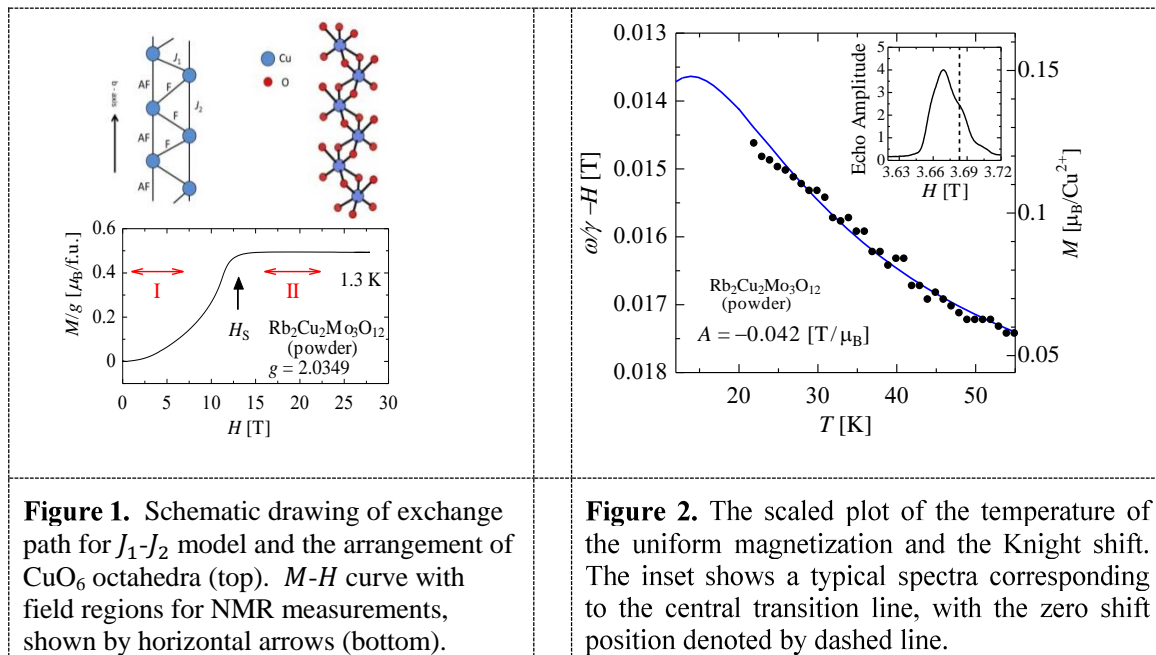 J₁
AF
F
b - axis
F
J₂
AF
F
F
AF
Cu
O
0.6
0.4
0.2
0
M/g [μB/f.u.]
I
II
1.3 K
HS
Rb₂Cu₂Mo₃O₁₂
(powder)
g = 2.0349
0 5 10 15 20 25 30
H [T]
0.013
0.014
0.015
0.016
0.017
0.018
ω/γ –H [T]
5
4
3
2
1
0
Echo Amplitude
3.63 3.66 3.69 3.72
H [T]
Rb₂Cu₂Mo₃O₁₂
(powder)
A = –0.042 [T/μB]
0.15
0.10
0.05
M [μB/Cu²⁺]
20 30 40 50
T [K]
Figure 1. Schematic drawing of exchange
path for J₁-J₂ model and the arrangement of
CuO₆ octahedra (top). M-H curve with
field regions for NMR measurements,
shown by horizontal arrows (bottom).
Figure 2. The scaled plot of the temperature of
the uniform magnetization and the Knight shift.
The inset shows a typical spectra corresponding
to the central transition line, with the zero shift
position denoted by dashed line.